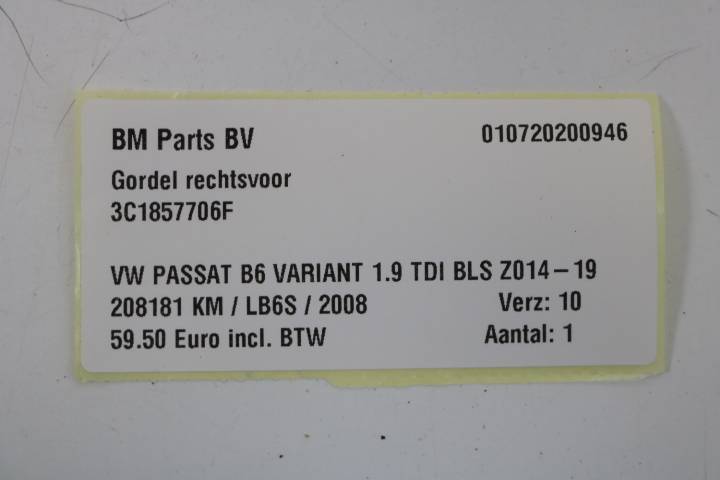 BM Parts BV 010720200946
Gordel rechtsvoor
3C1857706F
VW PASSAT B6 VARIANT 1.9 TDI BLS Z014-19
208181 KM / LB6S / 2008 Verz: 10
59.50 Euro incl. BTW Aantal: 1